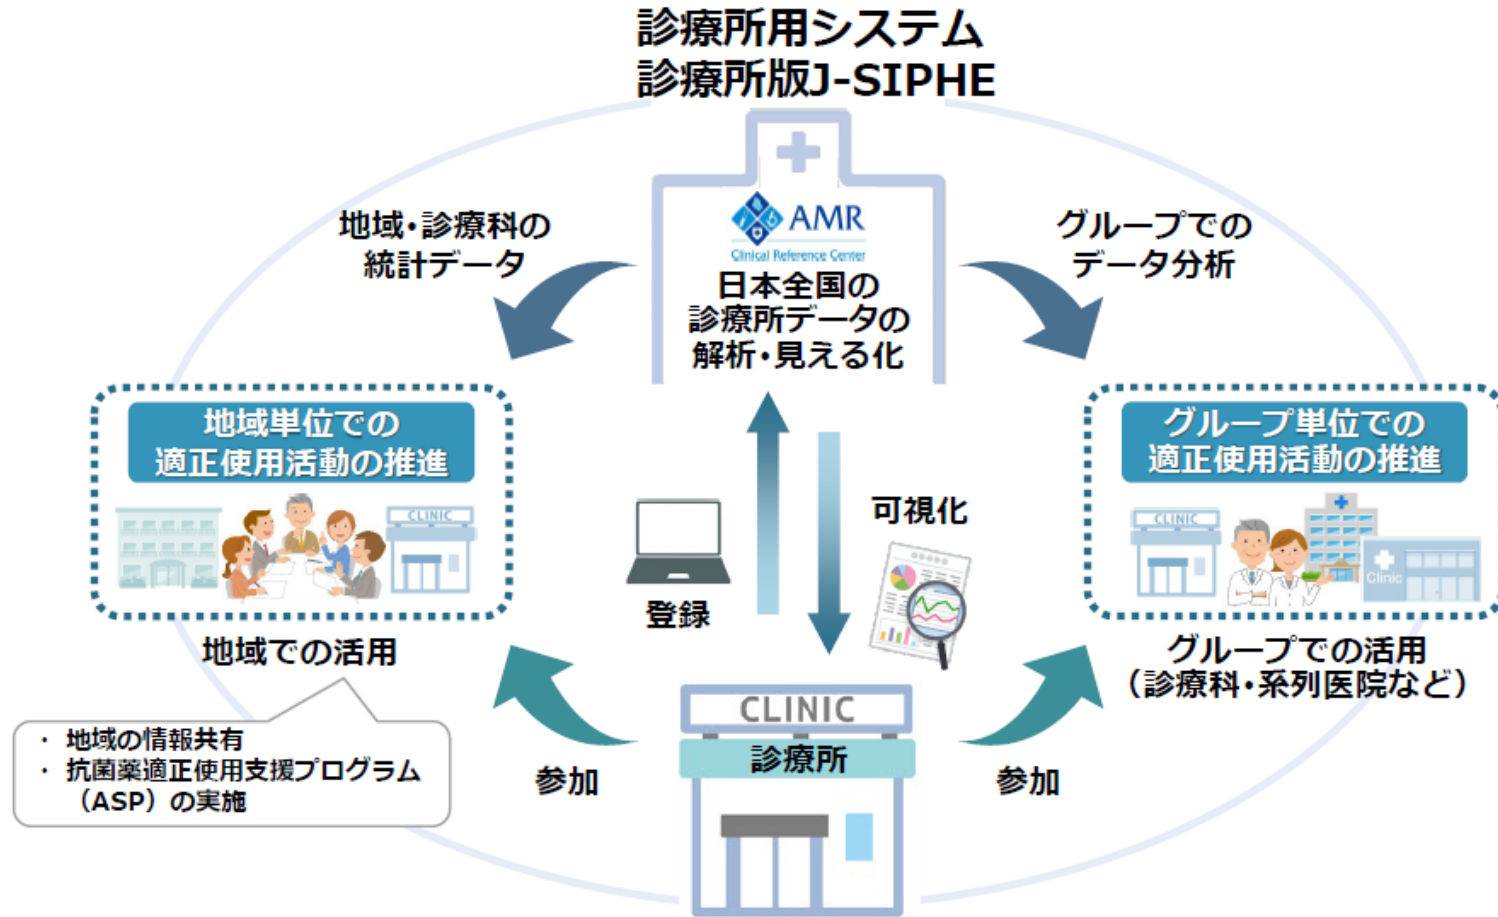 診療所用システム
診療所版J-SIPHE
AMR
Clinical Reference Center
日本全国の
診療所データの
解析・見える化
地域・診療科の
統計データ
グループでの
データ分析
地域単位での
適正使用活動の推進
CLINIC
地域での活用
・ 地域の情報共有
・ 抗菌薬適正使用支援プログラム
（ASP）の実施
登録
可視化
グループ単位での
適正使用活動の推進
CLINIC
Clinic
グループでの活用
（診療科・系列医院など）
参加
参加
CLINIC
診療所